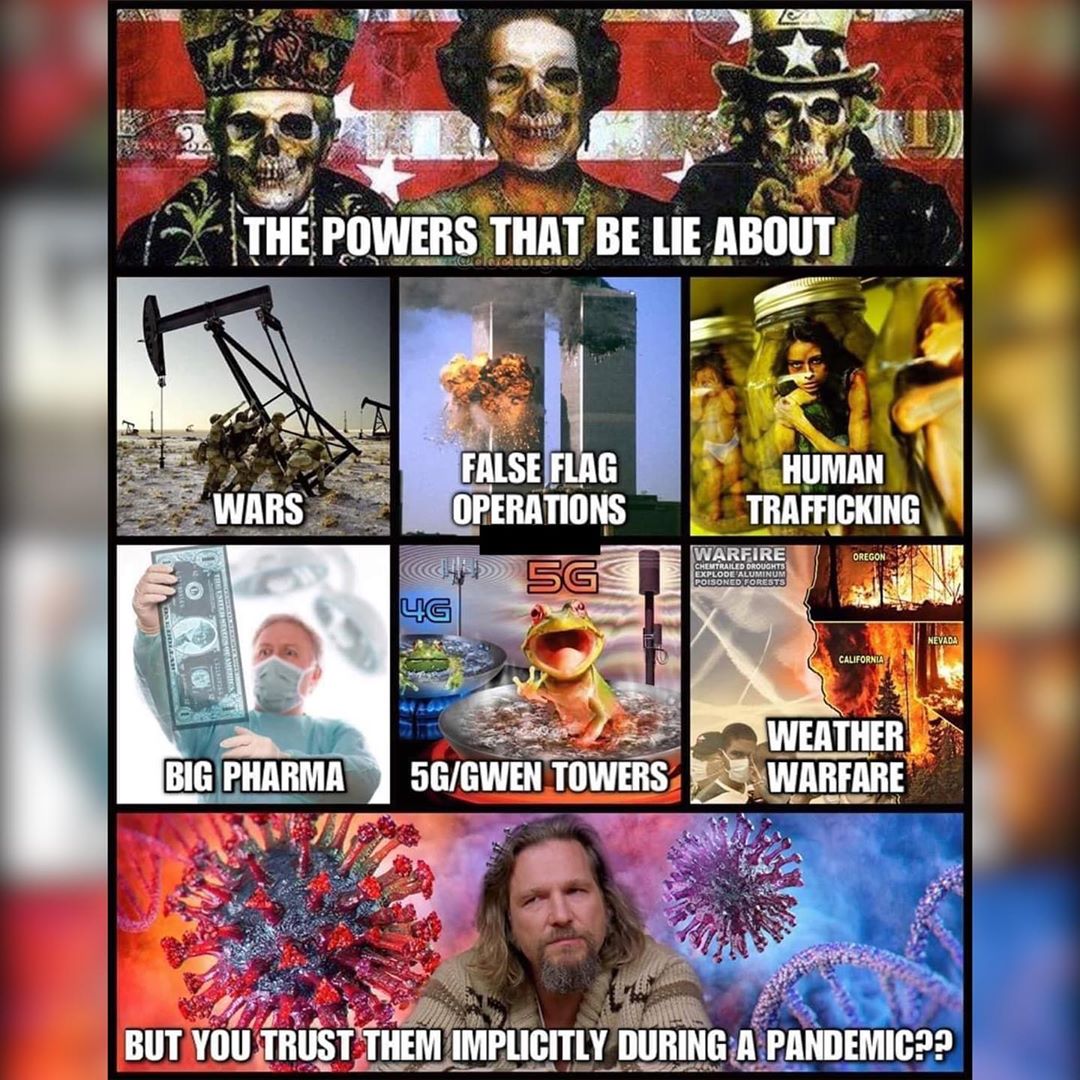 THE POWERS THAT BE LIE ABOUT
WARS
FALSE FLAG
OPERATIONS
HUMAN
TRAFFICKING
BIG PHARMA
4G
5G
5G/GWEN TOWERS
WARFIRE
CHEMTRAILED DROUGHTS
EXPLODE ALUMINUM
POISONED FORESTS
OREGON
NEVADA
CALIFORNIA
WEATHER
WARFARE
BUT YOU TRUST THEM IMPLICITLY DURING A PANDEMIC??